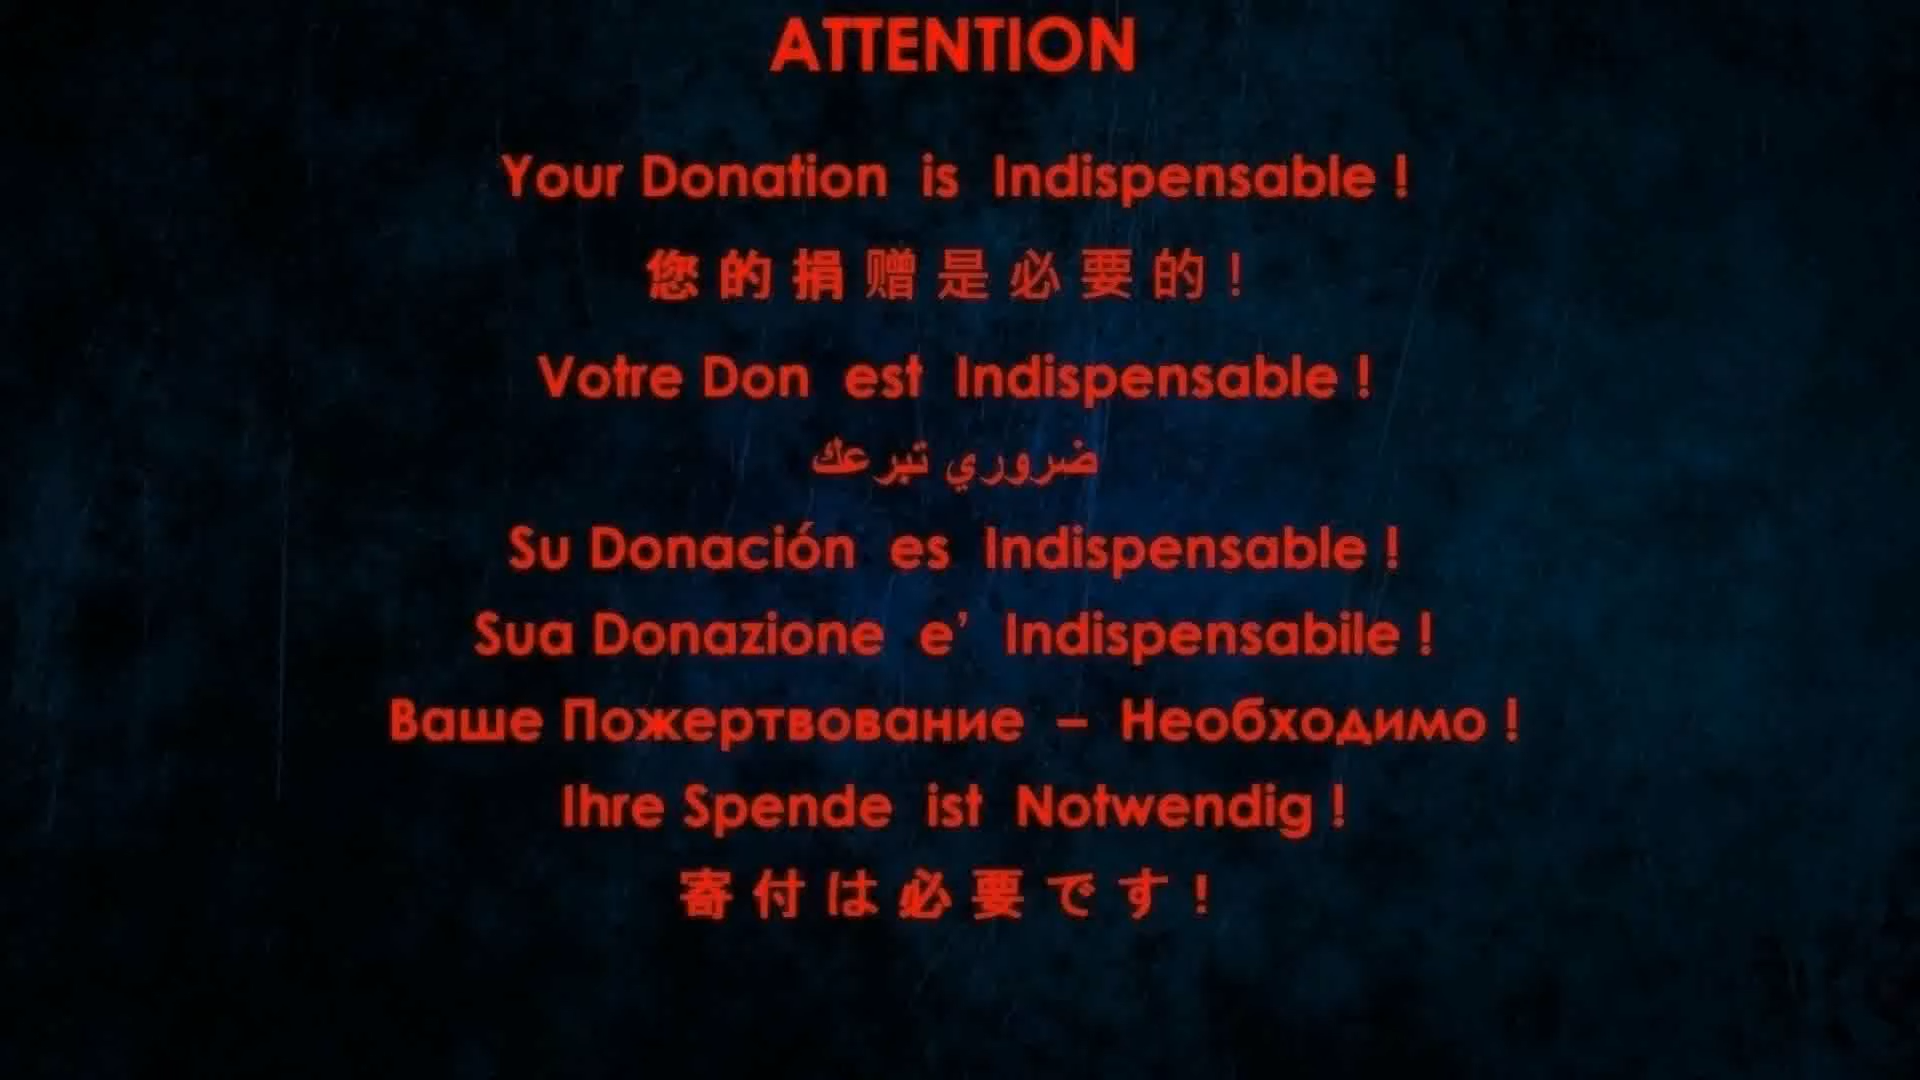 ATTENTION
Your Donation is Indispensable !
您的捐赠是必要的!
Votre Don est Indispensable !
ضروري تبرعك
Su Donación es Indispensable !
Sua Donazione e’ Indispensabile !
Ваше Пожертвование – Необходимо !
Ihre Spende ist Notwendig !
寄付は必要です!